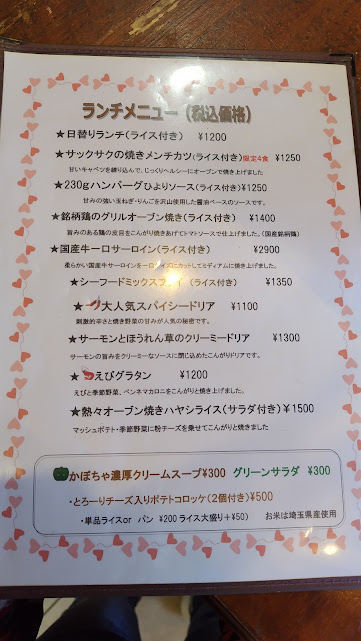 ランチメニュー (税込価格)
★日替りランチ(ライス付き) ¥1200
★サックサクの焼きメンチカツ(ライス付き)限定4食 ¥1250
甘いキャベツを練り込んで、じっくりヘルシーにオーブンで焼き上げました
★230gハンバーグひよりソース(ライス付き)¥1250
甘みの強い玉ねぎ・りんごを沢山使用した醤油ベースのソースです。
★銘柄鶏のグリルオーブン焼き(ライス付き) ¥1400
旨みのある鶏の皮目をこんがり焼きあげてトマトソースで仕上げました。(国産銘柄鶏)
★国産牛一口サーロイン(ライス付き) ¥2900
柔らかい国産牛サーロインを一口サイズにカットしてミディアムに焼き上げました。
★シーフードミックスフライ (ライス付き) ¥1350
★大人気スパイシードリア ¥1100
刺激的辛さと焼き野菜の甘みが人気の秘密です。
★サーモンとほうれん草のクリーミードリア ¥1300
サーモンの旨みをクリーミーなソースに閉じ込めたこんがりドリアです。
★えびグラタン ¥1200
えびと季節野菜、ペンネマカロニをこんがりと焼き上げました。
★熱々オーブン焼きハヤシライス(サラダ付き)¥1500
マッシュポテト・季節野菜に粉チーズを乗せてこんがりと焼きました
かぼちゃ濃厚クリームスープ¥300 グリーンサラダ ¥300
・とろーりチーズ入りポテトコロッケ(2個付き)¥500
・単品ライスor パン ¥200 ライス大盛り+¥50) お米は埼玉県産使用